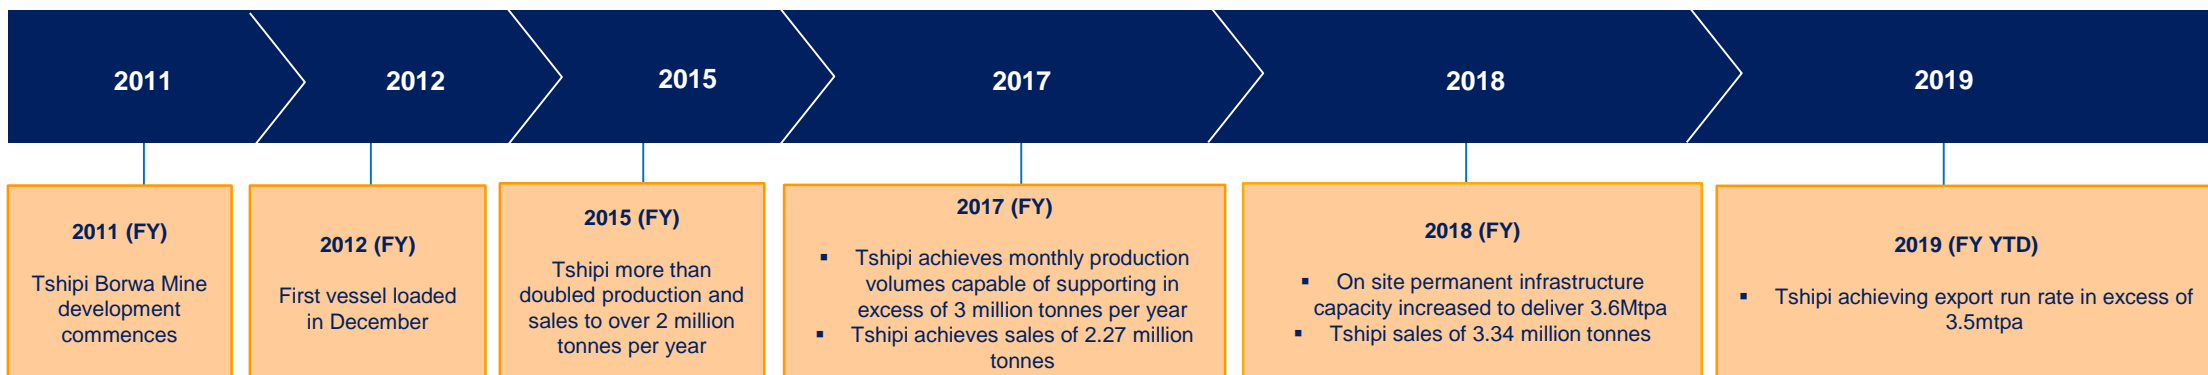 2011
2012
2015
2017
2018
2019
2011 (FY)
Tshipi Borwa Mine
development
commences
2012 (FY)
First vessel loaded
in December
2015 (FY)
Tshipi more than
doubled production and
sales to over 2 million
tonnes per year
2017 (FY)
▪ Tshipi achieves monthly production
volumes capable of supporting in
excess of 3 million tonnes per year
▪ Tshipi achieves sales of 2.27 million
tonnes
2018 (FY)
▪ On site permanent infrastructure
capacity increased to deliver 3.6Mtpa
▪ Tshipi sales of 3.34 million tonnes
2019 (FY YTD)
▪ Tshipi achieving export run rate in excess of
3.5mtpa